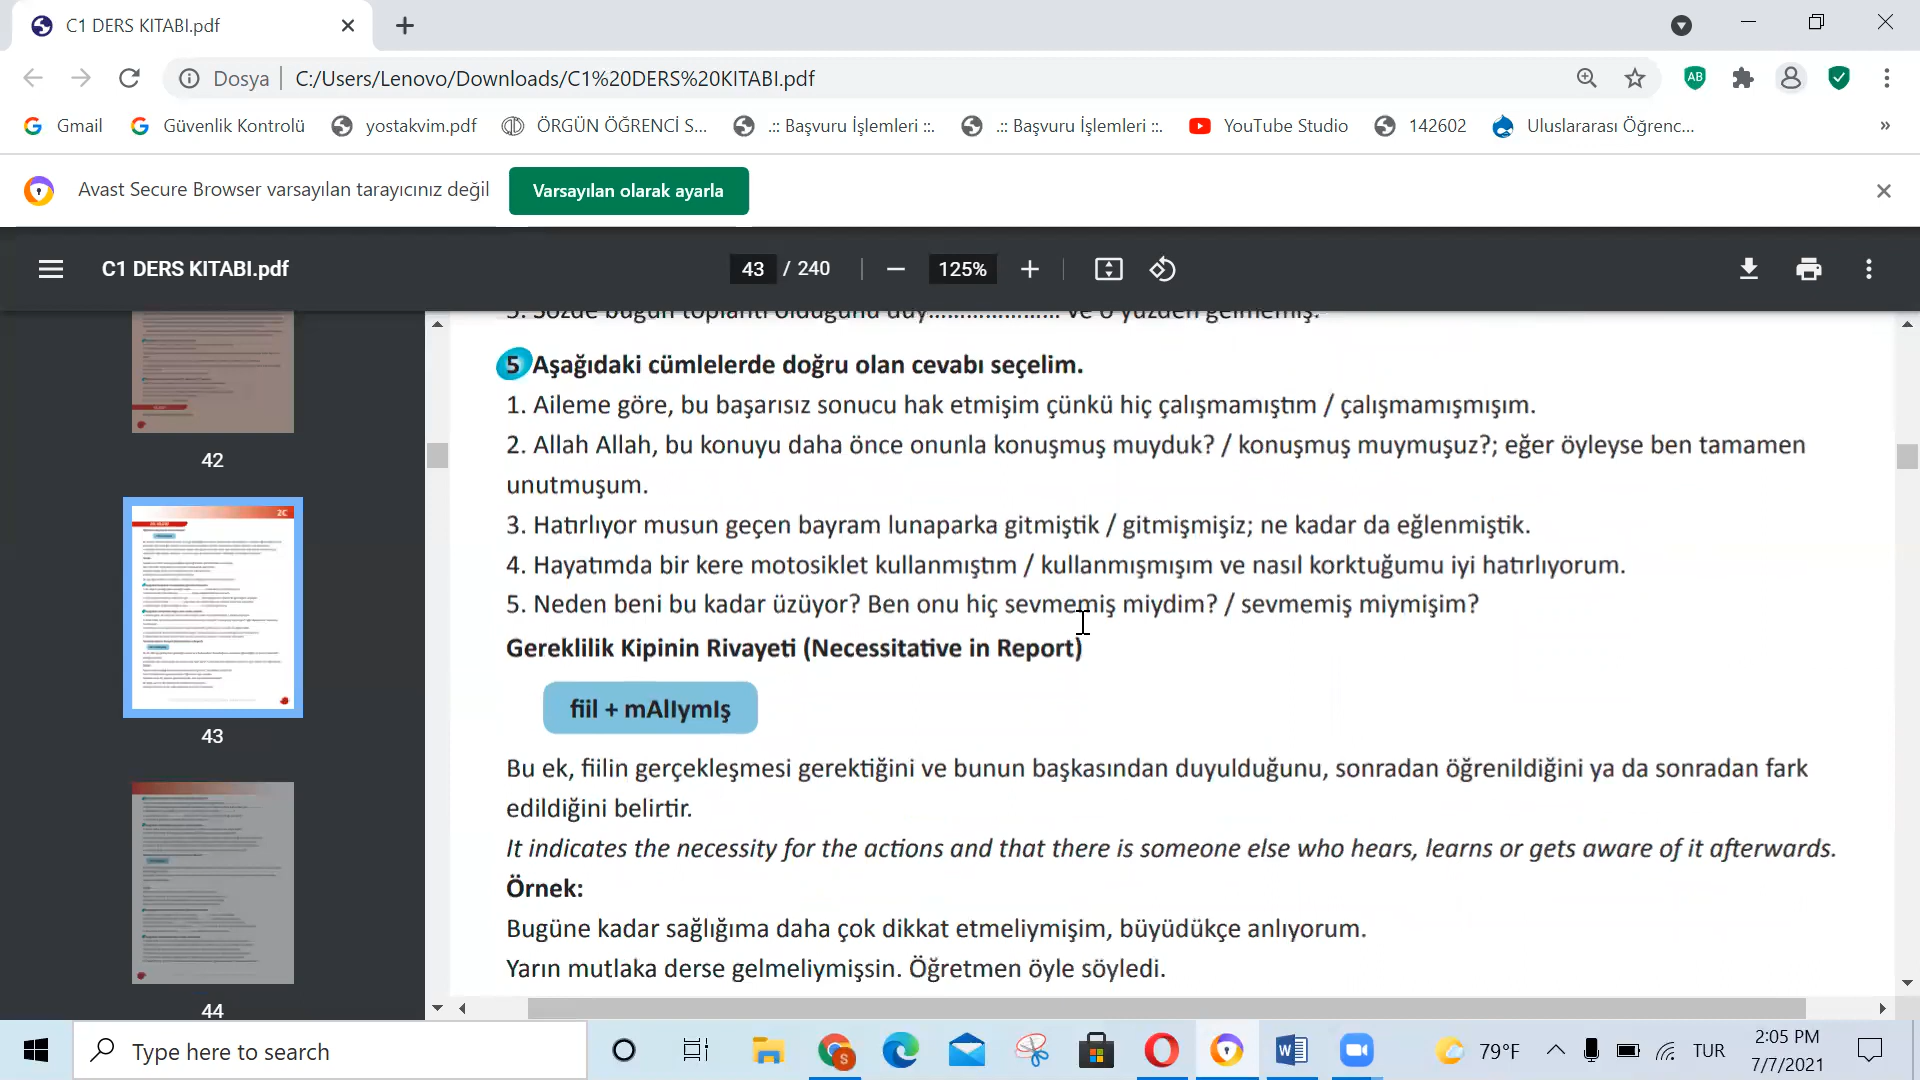 C1 DERS KITABI.pdf
Dosya C:/Users/Lenovo/Downloads/C1%20DERS%20KITABI.pdf
Gmail Güvenlik Kontrolü yostakvim.pdf ÖRGÜN ÖĞRENCİ S... .:: Başvuru İşlemleri ::. .:: Başvuru İşlemleri ::. YouTube Studio 142602 Uluslararası Öğrenc... »
Avast Secure Browser varsayılan tarayıcınız değil Varsayılan olarak ayarla
C1 DERS KITABI.pdf 43 / 240 125%
42
2C
43
44
5. Sözde bugün toplantı olduğunu duy...................... ve o yüzden gelmemiş.
5 Aşağıdaki cümlelerde doğru olan cevabı seçelim.
1. Aileme göre, bu başarısız sonucu hak etmişim çünkü hiç çalışmamıştım / çalışmamışmışım.
2. Allah Allah, bu konuyu daha önce onunla konuşmuş muyduk? / konuşmuş muymuşuz?; eğer öyleyse ben tamamen
unutmuşum.
3. Hatırlıyor musun geçen bayram lunaparka gitmiştik / gitmişmişiz; ne kadar da eğlenmiştik.
4. Hayatımda bir kere motosiklet kullanmıştım / kullanmışmışım ve nasıl korktuğumu iyi hatırlıyorum.
5. Neden beni bu kadar üzüyor? Ben onu hiç sevmemiş miydim? / sevmemiş miymişim?
Gereklilik Kipinin Rivayeti (Necessitative in Report)
fiil + mAlIymIş
Bu ek, fiilin gerçekleşmesi gerektiğini ve bunun başkasından duyulduğunu, sonradan öğrenildiğini ya da sonradan fark
edildiğini belirtir.
It indicates the necessity for the actions and that there is someone else who hears, learns or gets aware of it afterwards.
Örnek:
Bugüne kadar sağlığıma daha çok dikkat etmeliymişim, büyüdükçe anlıyorum.
Yarın mutlaka derse gelmeliymişsin. Öğretmen öyle söyledi.
Type here to search 79°F TUR 2:05 PM
7/7/2021